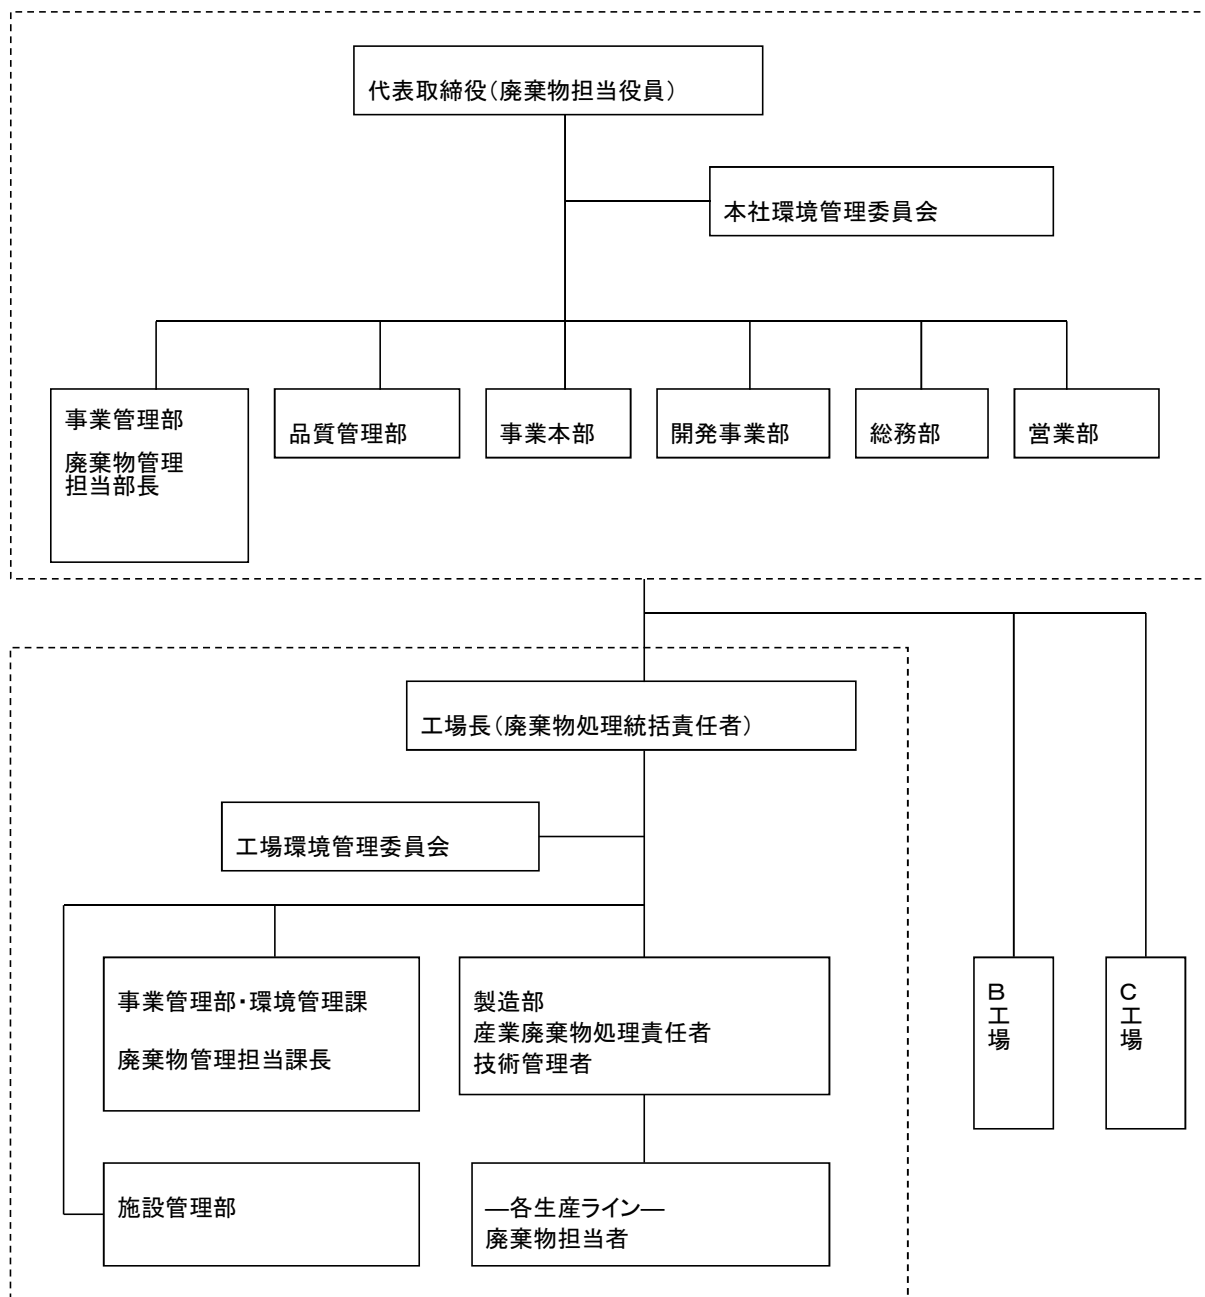 代表取締役(廃棄物担当役員)
本社環境管理委員会
事業管理部
廃棄物管理
担当部長
品質管理部
事業本部
開発事業部
総務部
営業部
工場長(廃棄物処理統括責任者)
工場環境管理委員会
事業管理部・環境管理課
廃棄物管理担当課長
製造部
産業廃棄物処理責任者
技術管理者
B工場
C工場
施設管理部
―各生産ライン―
廃棄物担当者